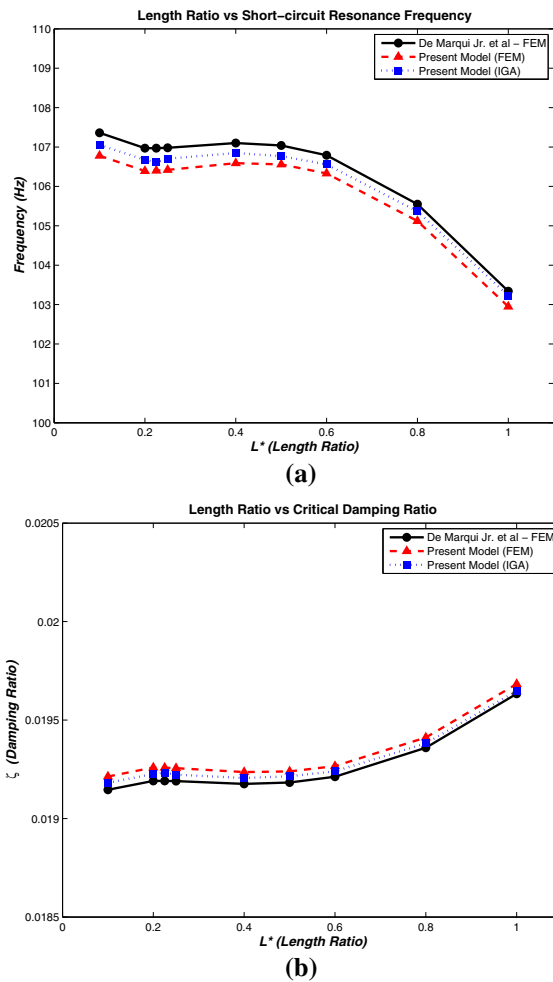 Length Ratio vs Short-circuit Resonance Frequency
110
109
108
107
106
105
104
103
102
101
100
Frequency (Hz)
De Marqui Jr. et al – FEM
Present Model (FEM)
Present Model (IGA)
0 0.2 0.4 0.6 0.8 1
L* (Length Ratio)
(a)
Length Ratio vs Critical Damping Ratio
0.0205
0.02
0.0195
0.019
0.0185
ζ (Damping Ratio)
De Marqui Jr. et al – FEM
Present Model (FEM)
Present Model (IGA)
0 0.2 0.4 0.6 0.8 1
L* (Length Ratio)
(b)